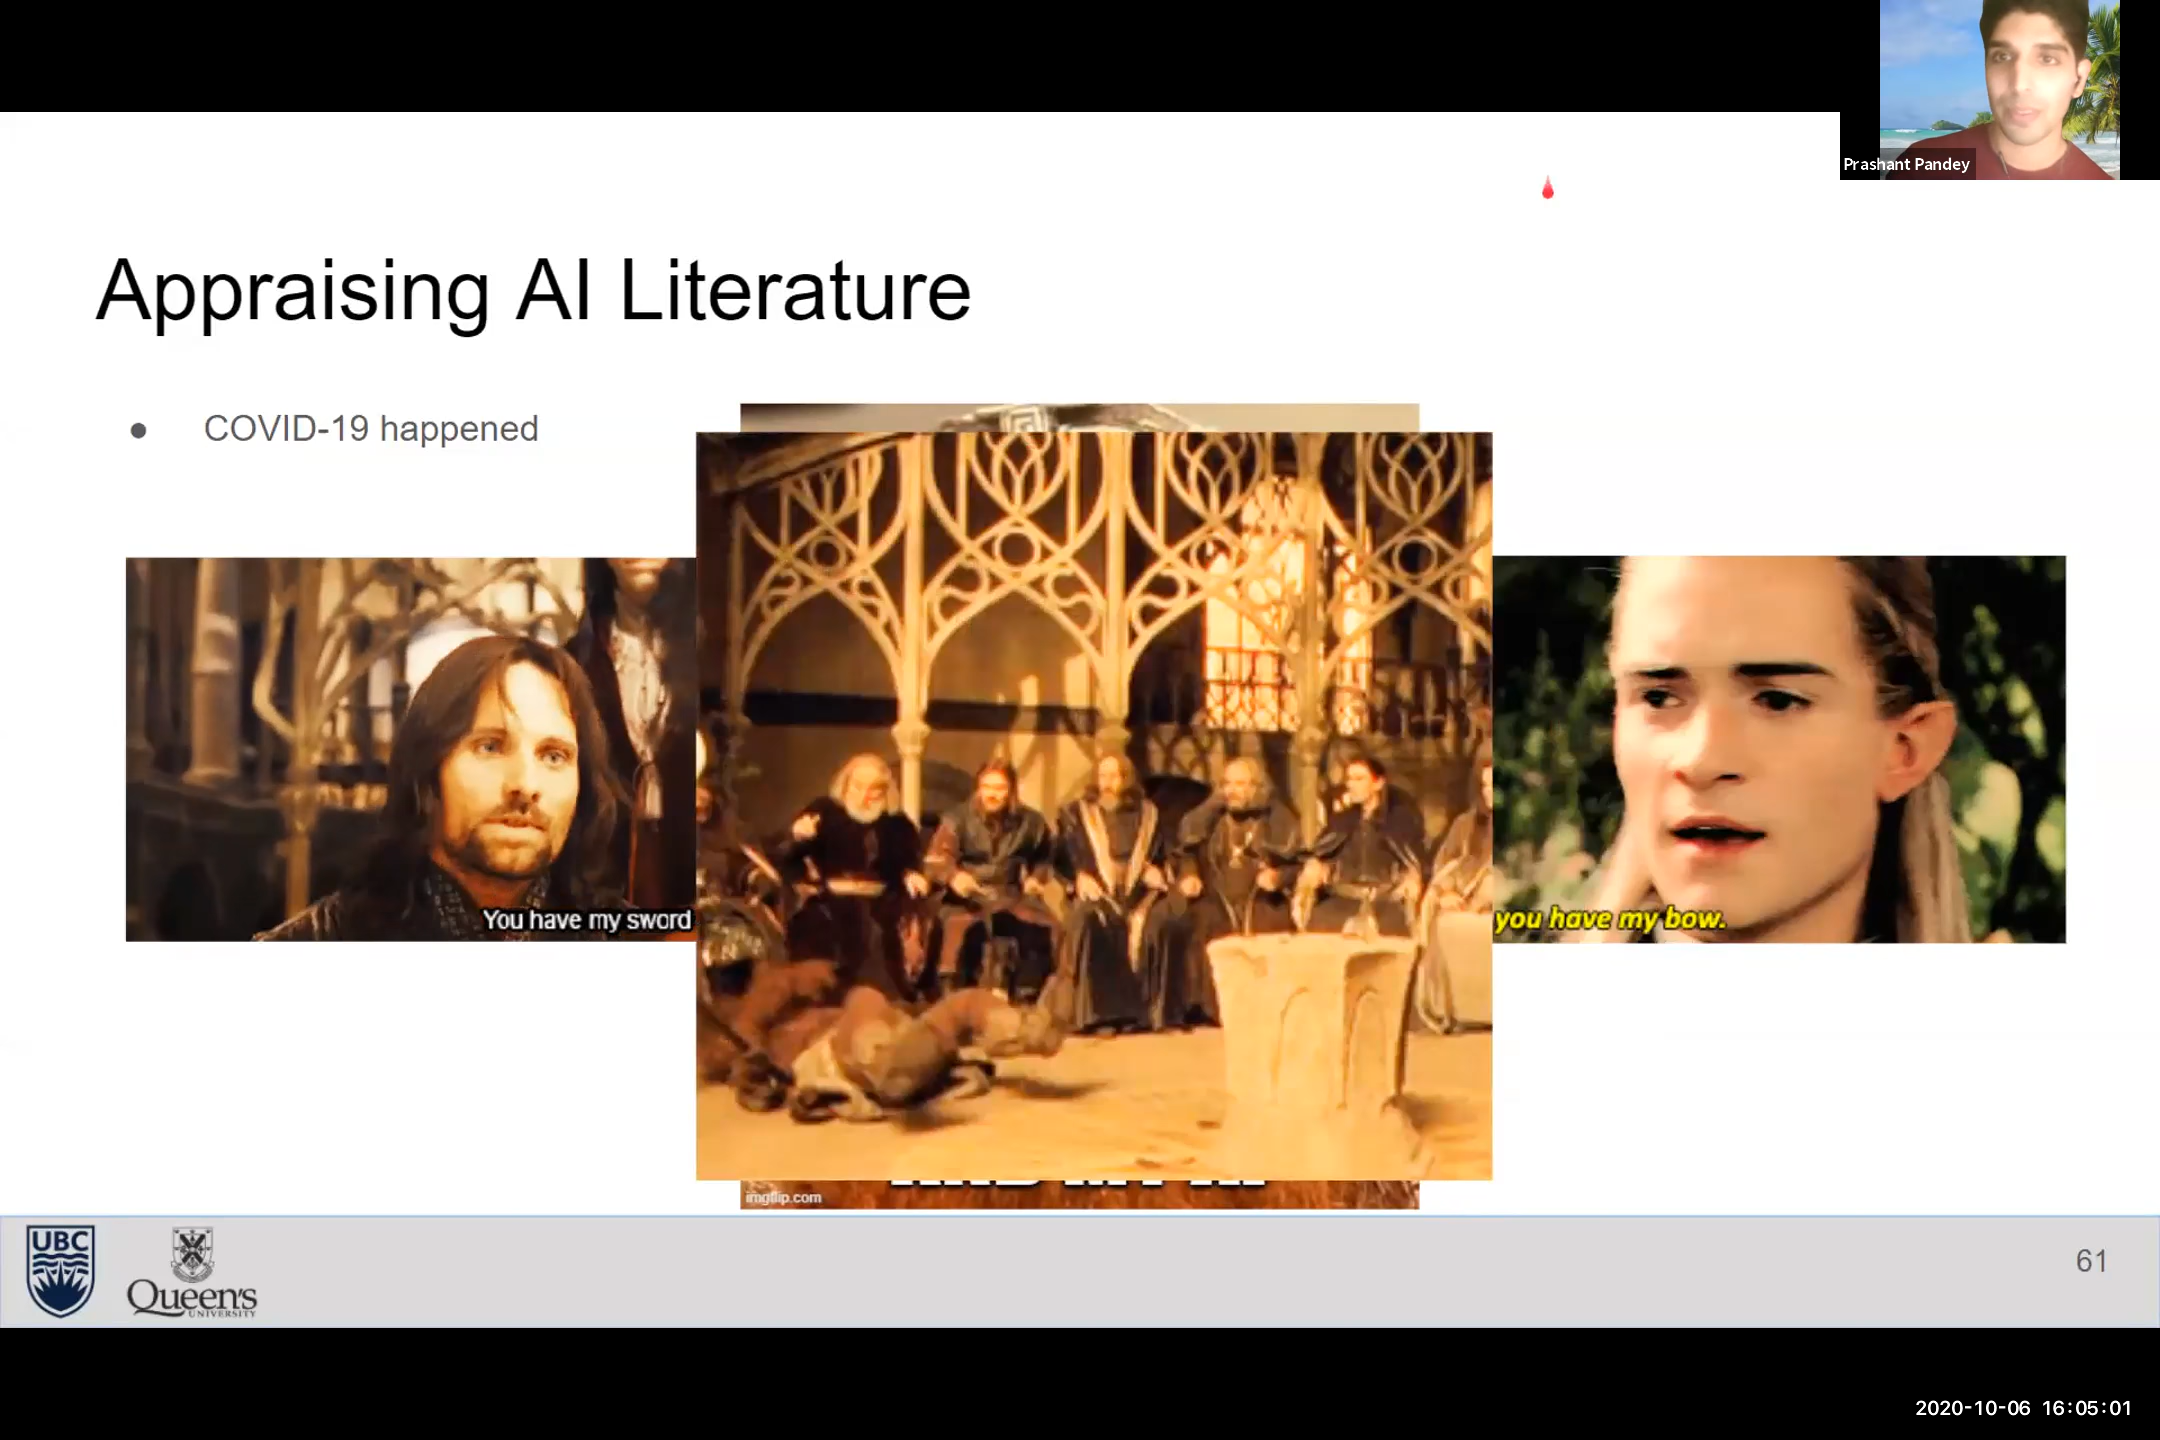 Prashant Pandey
Appraising AI Literature
● COVID-19 happened
You have my sword
you have my bow.
imgflip.com
UBC
Queen's
UNIVERSITY
61
2020-10-06 16:05:01